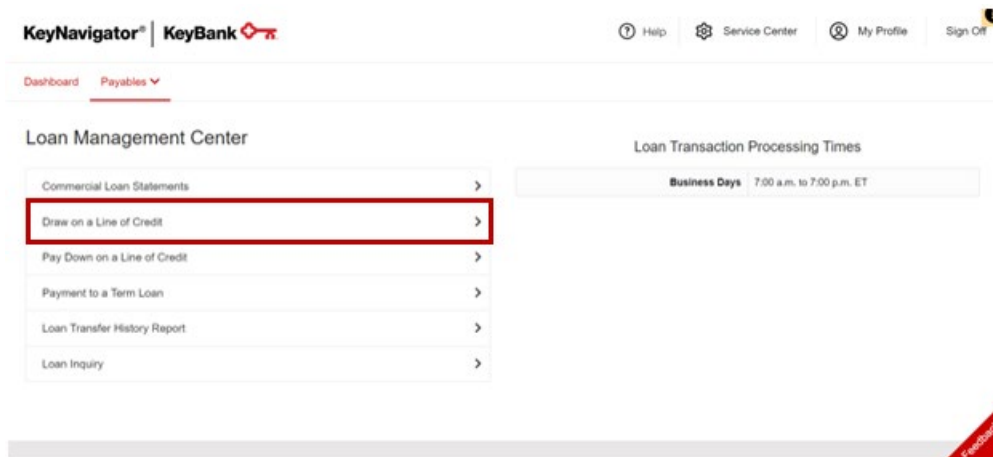 KeyNavigator® | KeyBank
Help
Service Center
My Profile
Sign Off
Dashboard
Payables
Loan Management Center
Commercial Loan Statements
Draw on a Line of Credit
Pay Down on a Line of Credit
Payment to a Term Loan
Loan Transfer History Report
Loan Inquiry
Loan Transaction Processing Times
Business Days 7:00 a.m. to 7:00 p.m. ET
Feedback